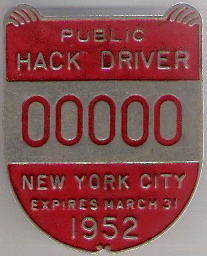 PUBLIC
HACK DRIVER
00000
NEW YORK CITY
EXPIRES MARCH 31
1952